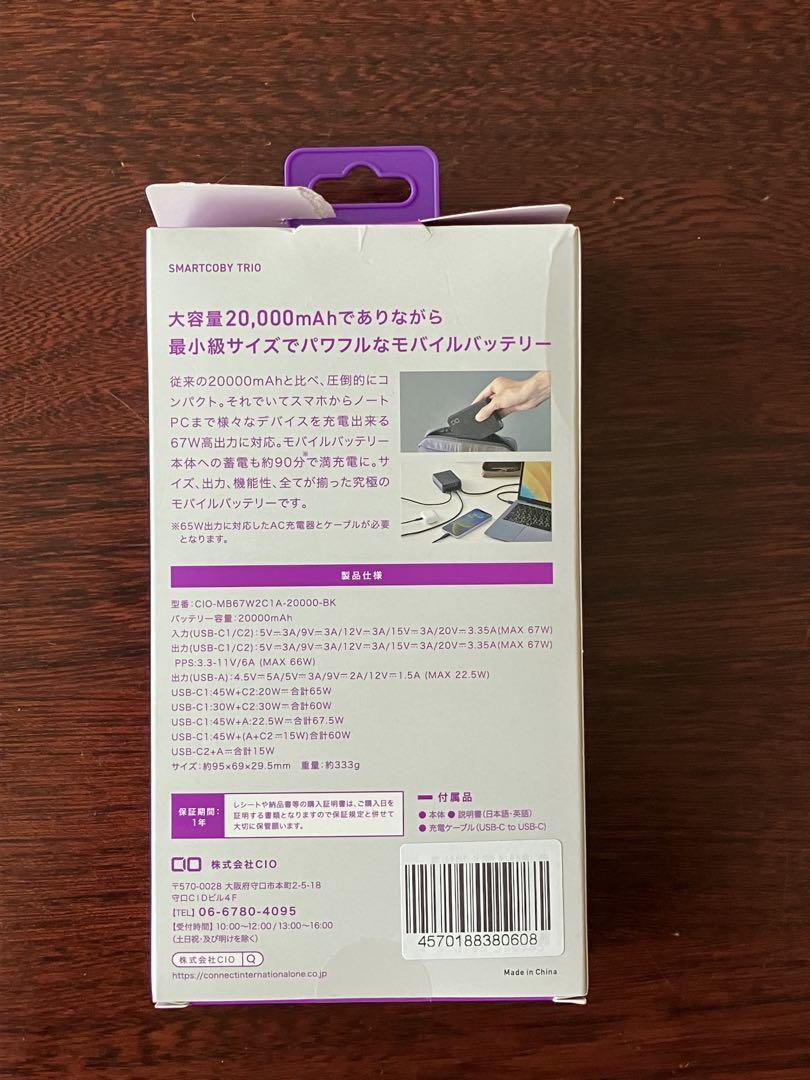 SMARTCOBY TRIO
大容量20,000mAhでありながら
最小級サイズでパワフルなモバイルバッテリー
従来の20000mAhと比べ、圧倒的にコ
ンパクト。それでいてスマホからノート
PCまで様々なデバイスを充電出来る
67W高出力に対応。モバイルバッテリー
本体への蓄電も約90分※で満充電に。サ
イズ、出力、機能性、全てが揃った究極の
モバイルバッテリーです。
※65W出力に対応したAC充電器とケーブルが必要
となります。
製品仕様
型番:CIO-MB67W2C1A-20000-BK
バッテリー容量:20000mAh
入力(USB-C1/C2):5V⎓3A/9V⎓3A/12V⎓3A/15V⎓3A/20V⎓3.35A(MAX 67W)
出力(USB-C1/C2):5V⎓3A/9V⎓3A/12V⎓3A/15V⎓3A/20V⎓3.35A(MAX 67W)
PPS:3.3-11V/6A (MAX 66W)
出力(USB-A):4.5V⎓5A/5V⎓3A/9V⎓2A/12V⎓1.5A (MAX 22.5W)
USB-C1:45W+C2:20W⎓合計65W
USB-C1:30W+C2:30W⎓合計60W
USB-C1:45W+A:22.5W⎓合計67.5W
USB-C1:45W+(A+C2⎓15W)合計60W
USB-C2+A⎓合計15W
サイズ:約95×69×29.5mm 重量:約333g
保証期間:
1年
レシートや納品書等の購入証明書は、ご購入日を
証明する書類となりますので保証規定と併せて
大切に保管願います。
付属品
●本体 ●説明書(日本語・英語)
●充電ケーブル(USB-C to USB-C)
CIO 株式会社CIO
〒570-0028 大阪府守口市本町2-5-18
守口CIDビル4F
【TEL】06-6780-4095
【受付時間】10:00~12:00/13:00~16:00
(土日祝・及び明けを除く)
株式会社CIO
https://connectinternationalone.co.jp
4570188380608
Made in China